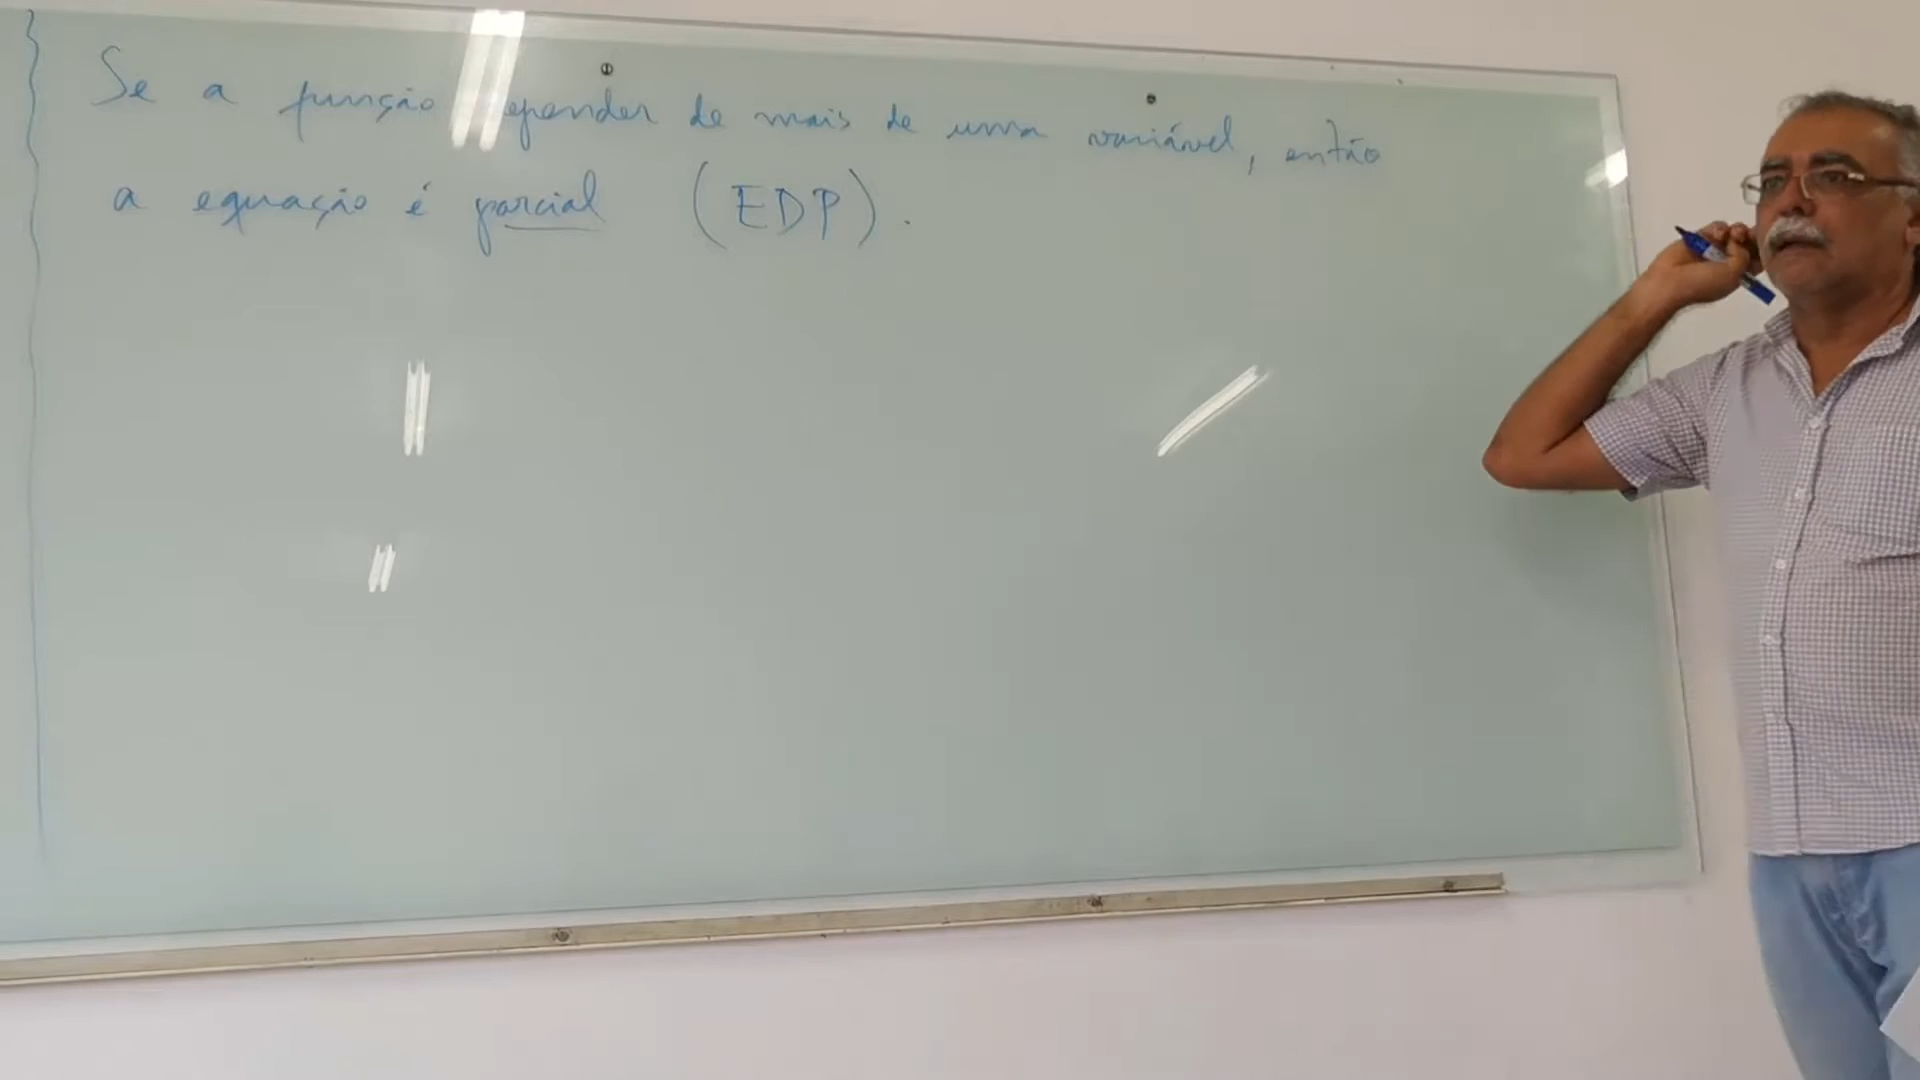 Se a função depender de mais de uma variável, então
a equação é parcial (EDP).